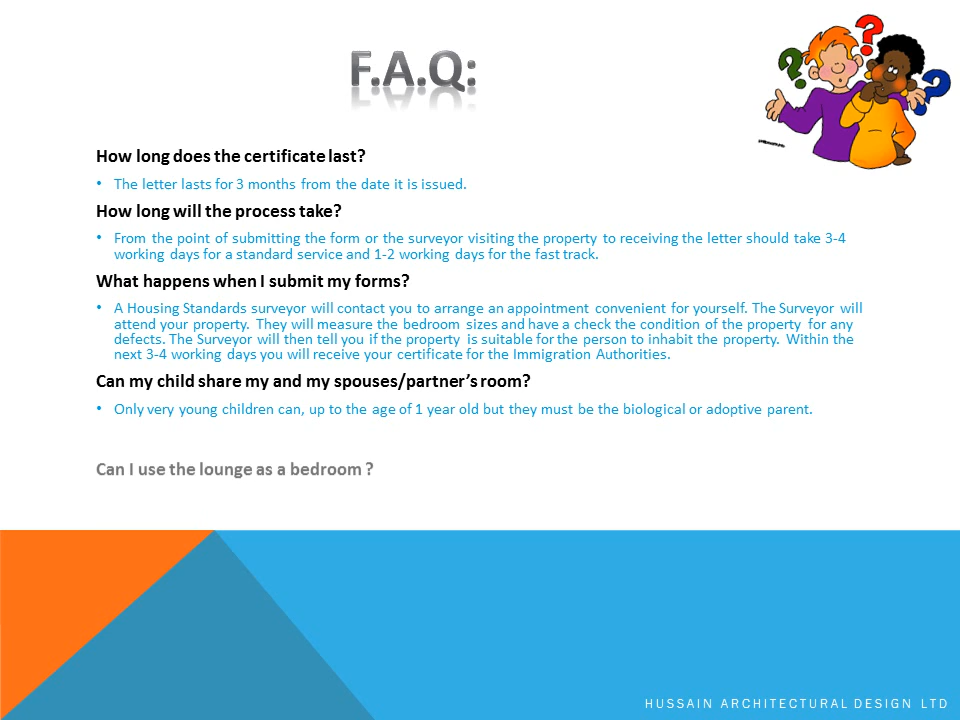 F.A.Q:
How long does the certificate last?
• The letter lasts for 3 months from the date it is issued.
How long will the process take?
• From the point of submitting the form or the surveyor visiting the property to receiving the letter should take 3-4
working days for a standard service and 1-2 working days for the fast track.
What happens when I submit my forms?
• A Housing Standards surveyor will contact you to arrange an appointment convenient for yourself. The Surveyor will
attend your property. They will measure the bedroom sizes and have a check the condition of the property for any
defects. The Surveyor will then tell you if the property is suitable for the person to inhabit the property. Within the
next 3-4 working days you will receive your certificate for the Immigration Authorities.
Can my child share my and my spouses/partner’s room?
• Only very young children can, up to the age of 1 year old but they must be the biological or adoptive parent.
Can I use the lounge as a bedroom ?
HUSSAIN ARCHITECTURAL DESIGN LTD